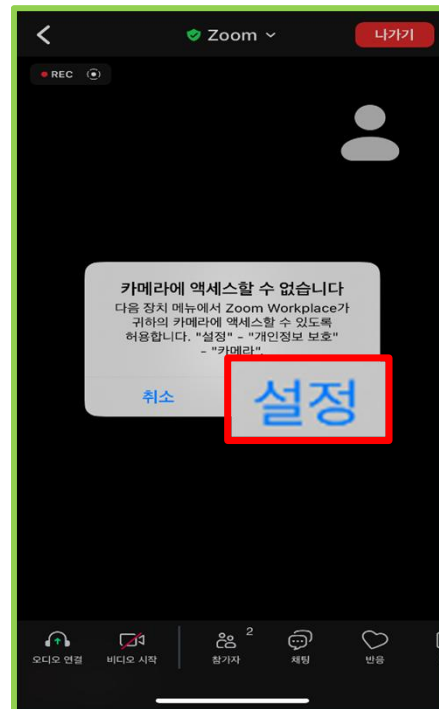 Zoom
나가기
REC
카메라에 액세스할 수 없습니다
다음 장치 메뉴에서 Zoom Workplace가
귀하의 카메라에 액세스할 수 있도록
허용합니다. "설정" - "개인정보 보호"
- "카메라".
취소
설정
2
오디오 연결
비디오 시작
참가자
채팅
반응